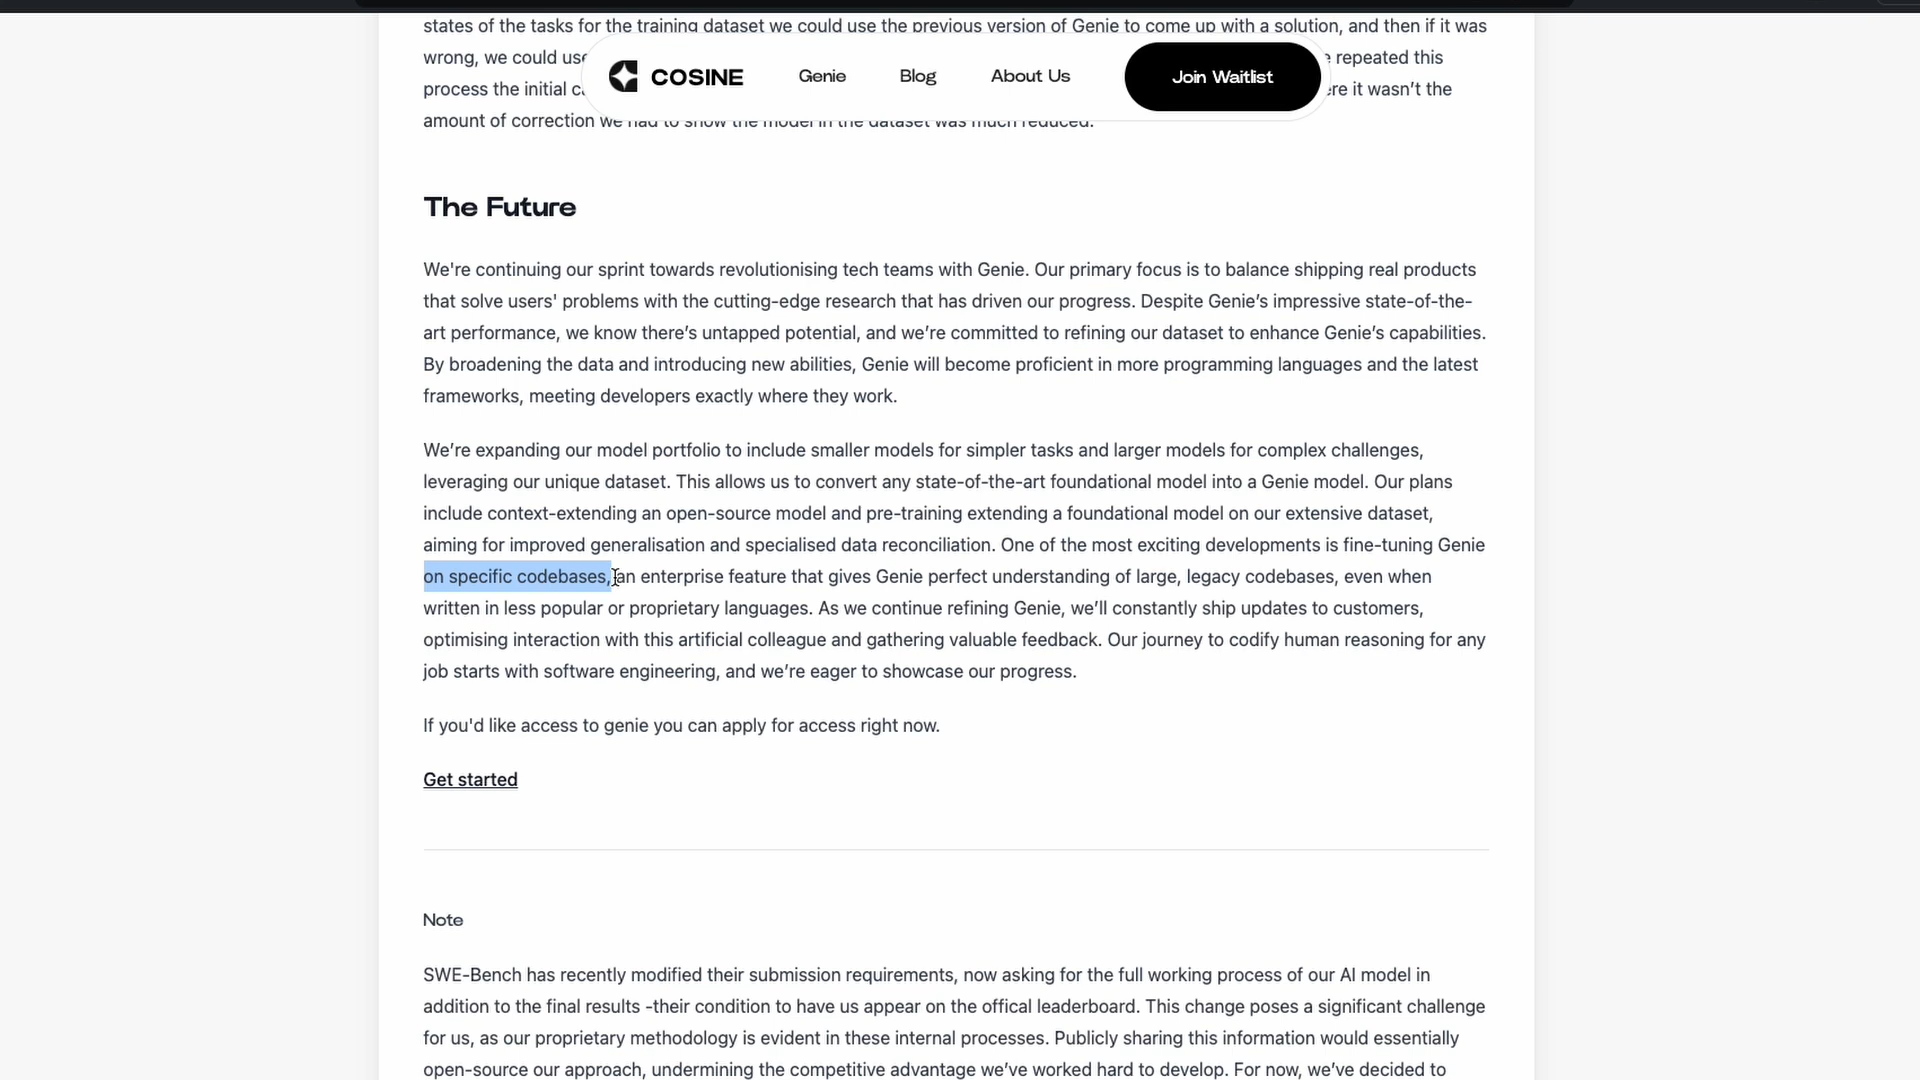 states of the tasks for the training dataset we could use the previous version of Genie to come up with a solution, and then if it was
wrong, we could use
repeated this
process the initial
it wasn't the
amount of correction we had to show the model in the dataset was much reduced.
COSINE
Genie
Blog
About Us
Join Waitlist
The Future
We're continuing our sprint towards revolutionising tech teams with Genie. Our primary focus is to balance shipping real products
that solve users' problems with the cutting-edge research that has driven our progress. Despite Genie’s impressive state-of-the-
art performance, we know there’s untapped potential, and we’re committed to refining our dataset to enhance Genie’s capabilities.
By broadening the data and introducing new abilities, Genie will become proficient in more programming languages and the latest
frameworks, meeting developers exactly where they work.
We’re expanding our model portfolio to include smaller models for simpler tasks and larger models for complex challenges,
leveraging our unique dataset. This allows us to convert any state-of-the-art foundational model into a Genie model. Our plans
include context-extending an open-source model and pre-training extending a foundational model on our extensive dataset,
aiming for improved generalisation and specialised data reconciliation. One of the most exciting developments is fine-tuning Genie
on specific codebases, an enterprise feature that gives Genie perfect understanding of large, legacy codebases, even when
written in less popular or proprietary languages. As we continue refining Genie, we’ll constantly ship updates to customers,
optimising interaction with this artificial colleague and gathering valuable feedback. Our journey to codify human reasoning for any
job starts with software engineering, and we’re eager to showcase our progress.
If you'd like access to genie you can apply for access right now.
Get started
Note
SWE-Bench has recently modified their submission requirements, now asking for the full working process of our AI model in
addition to the final results -their condition to have us appear on the offical leaderboard. This change poses a significant challenge
for us, as our proprietary methodology is evident in these internal processes. Publicly sharing this information would essentially
open-source our approach, undermining the competitive advantage we’ve worked hard to develop. For now, we’ve decided to